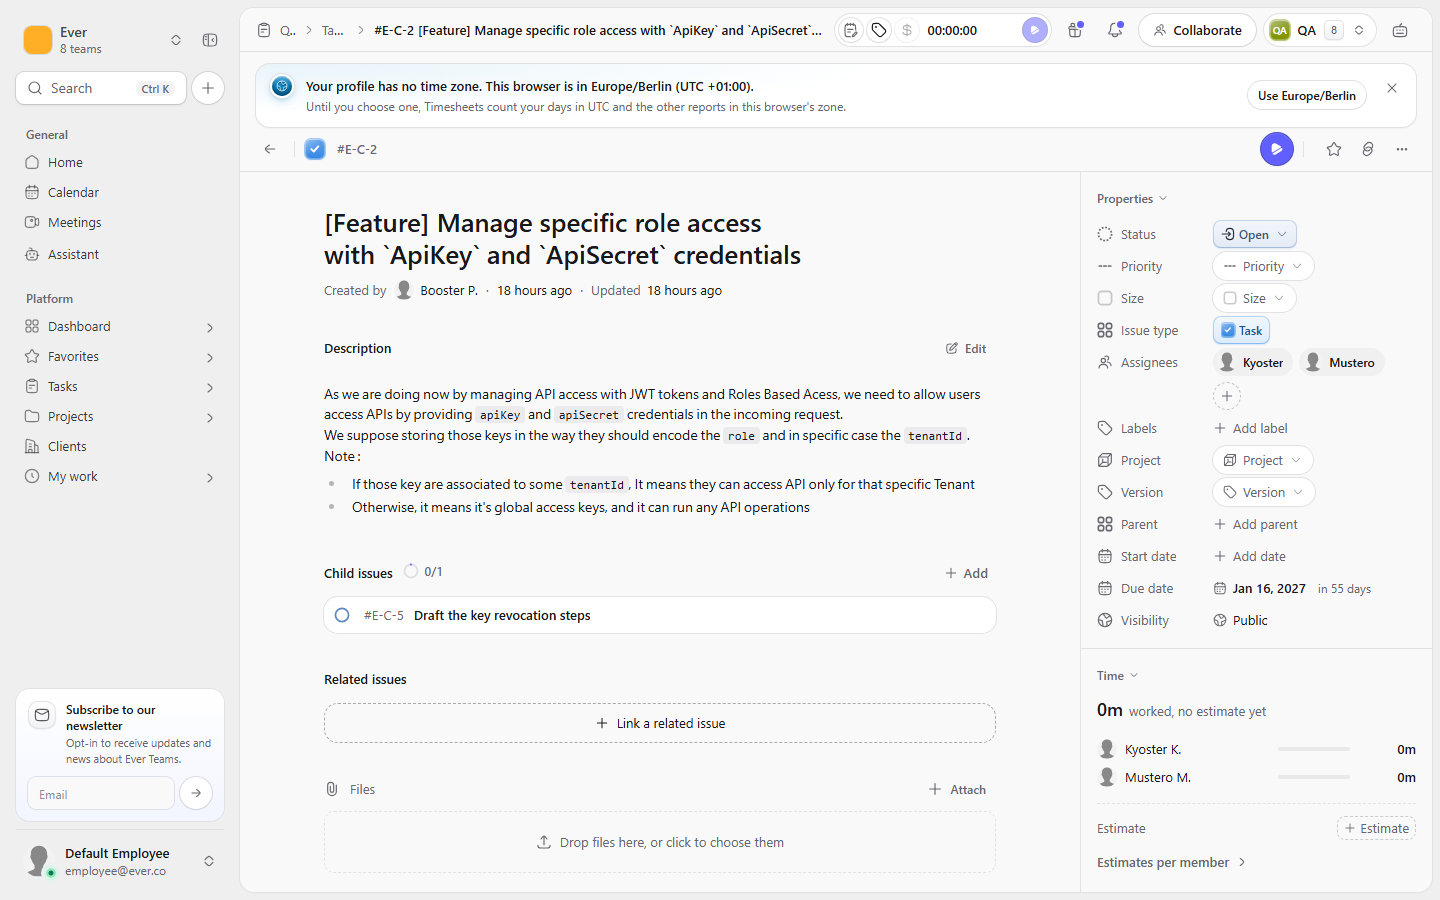 Ever
8 teams
Search
Ctrl K
General
Home
Calendar
Meetings
Assistant
Platform
Dashboard
Favorites
Tasks
Projects
Clients
My work
Subscribe to our
newsletter
Opt-in to receive updates and
news about Ever Teams.
Email
Default Employee
employee@ever.co
Q..
Ta...
#E-C-2 [Feature] Manage specific role access with `ApiKey` and `ApiSecret`...
00:00:00
Collaborate
QA
QA
8
Your profile has no time zone. This browser is in Europe/Berlin (UTC +01:00).
Until you choose one, Timesheets count your days in UTC and the other reports in this browser's zone.
Use Europe/Berlin
#E-C-2
[Feature] Manage specific role access
with `ApiKey` and `ApiSecret` credentials
Created by Booster P. · 18 hours ago · Updated 18 hours ago
Description
Edit
As we are doing now by managing API access with JWT tokens and Roles Based Acess, we need to allow users
access APIs by providing apiKey and apiSecret credentials in the incoming request.
We suppose storing those keys in the way they should encode the role and in specific case the tenantId.
Note :
If those key are associated to some tenantId, It means they can access API only for that specific Tenant
Otherwise, it means it's global access keys, and it can run any API operations
Child issues
0/1
Add
#E-C-5 Draft the key revocation steps
Related issues
Link a related issue
Files
Attach
Drop files here, or click to choose them
Properties
Status
Open
Priority
Priority
Size
Size
Issue type
Task
Assignees
Kyoster
Mustero
Labels
Add label
Project
Project
Version
Version
Parent
Add parent
Start date
Add date
Due date
Jan 16, 2027 in 55 days
Visibility
Public
Time
0m worked, no estimate yet
Kyoster K.
0m
Mustero M.
0m
Estimate
Estimate
Estimates per member